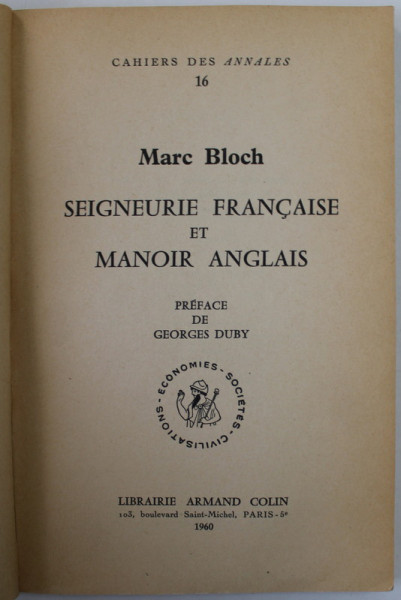 CAHIERS DES ANNALES
16
Marc Bloch
SEIGNEURIE FRANÇAISE
ET
MANOIR ANGLAIS
PRÉFACE
DE
GEORGES DUBY
ÉCONOMIES - SOCIÉTÉS - CIVILISATIONS -
LIBRAIRIE ARMAND COLIN
103, boulevard Saint-Michel, PARIS-5e
1960